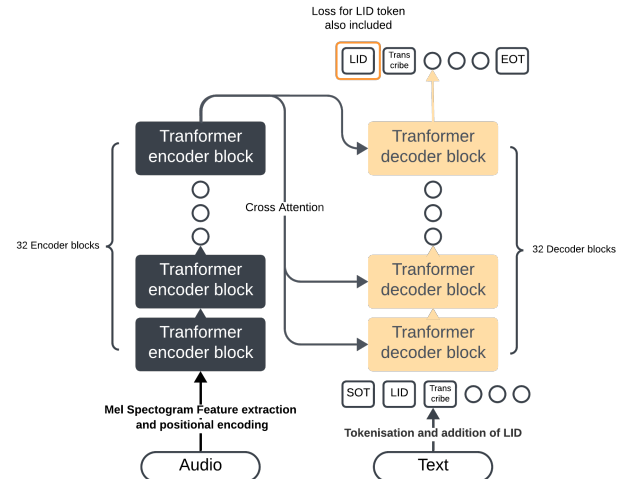 Loss for LID token
also included
LID
Trans
cribe
EOT
Tranformer
encoder block
Tranformer
decoder block
Cross Attention
32 Encoder blocks
32 Decoder blocks
Tranformer
encoder block
Tranformer
decoder block
Tranformer
encoder block
Tranformer
decoder block
SOT
LID
Trans
cribe
Mel Spectogram Feature extraction
and positional encoding
Tokenisation and addition of LID
Audio
Text